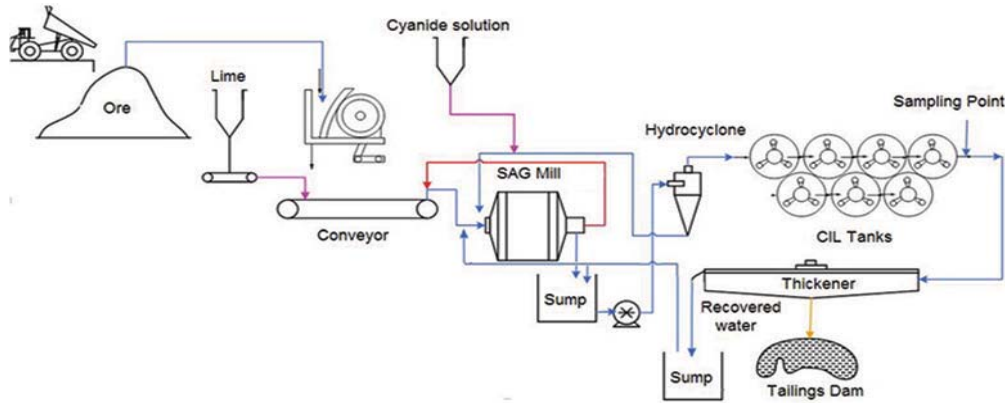 Cyanide solution
Lime
Ore
Sampling Point
Hydrocyclone
SAG Mill
Conveyor
CIL Tanks
Thickener
Sump
Recovered
water
Sump
Tailings Dam